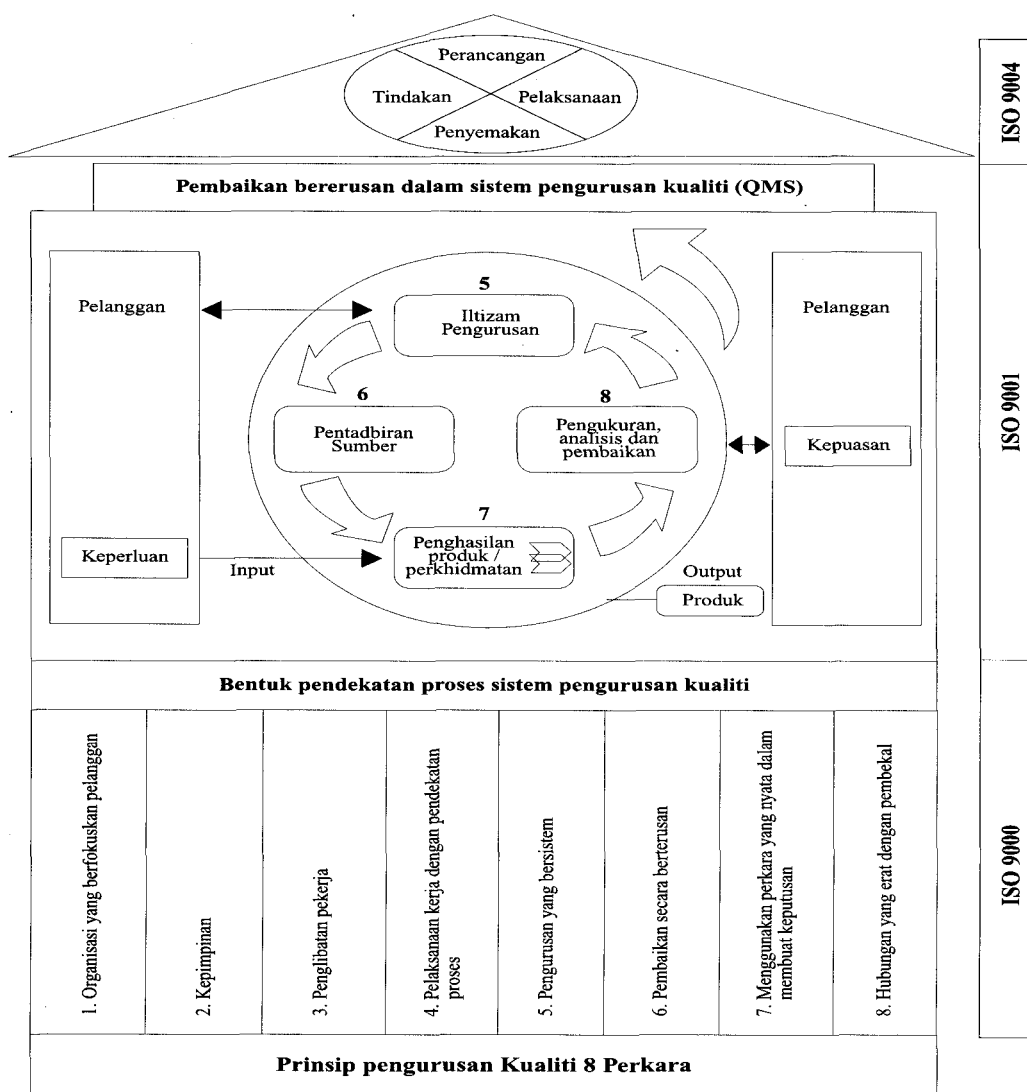 Perancangan
Tindakan
Pelaksanaan
Penyemakan
ISO 9004
Pembaikan bererusan dalam sistem pengurusan kualiti (QMS)
Pelanggan
5
Iltizam
Pengurusan
Pelanggan
6
Pentadbiran
Sumber
8
Pengukuran,
analisis dan
pembaikan
Kepuasan
ISO 9001
Keperluan
Input
7
Penghasilan
produk /
perkhidmatan
Output
Produk
Bentuk pendekatan proses sistem pengurusan kualiti
1. Organisasi yang berfokuskan pelanggan
2. Kepimpinan
3. Penglibatan pekerja
4. Pelaksanaan kerja dengan pendekatan
proses
5. Pengurusan yang bersistem
6. Pembaikan secara berterusan
7. Menggunakan perkara yang nyata dalam
membuat keputusan
8. Hubungan yang erat dengan pembekal
ISO 9000
Prinsip pengurusan Kualiti 8 Perkara